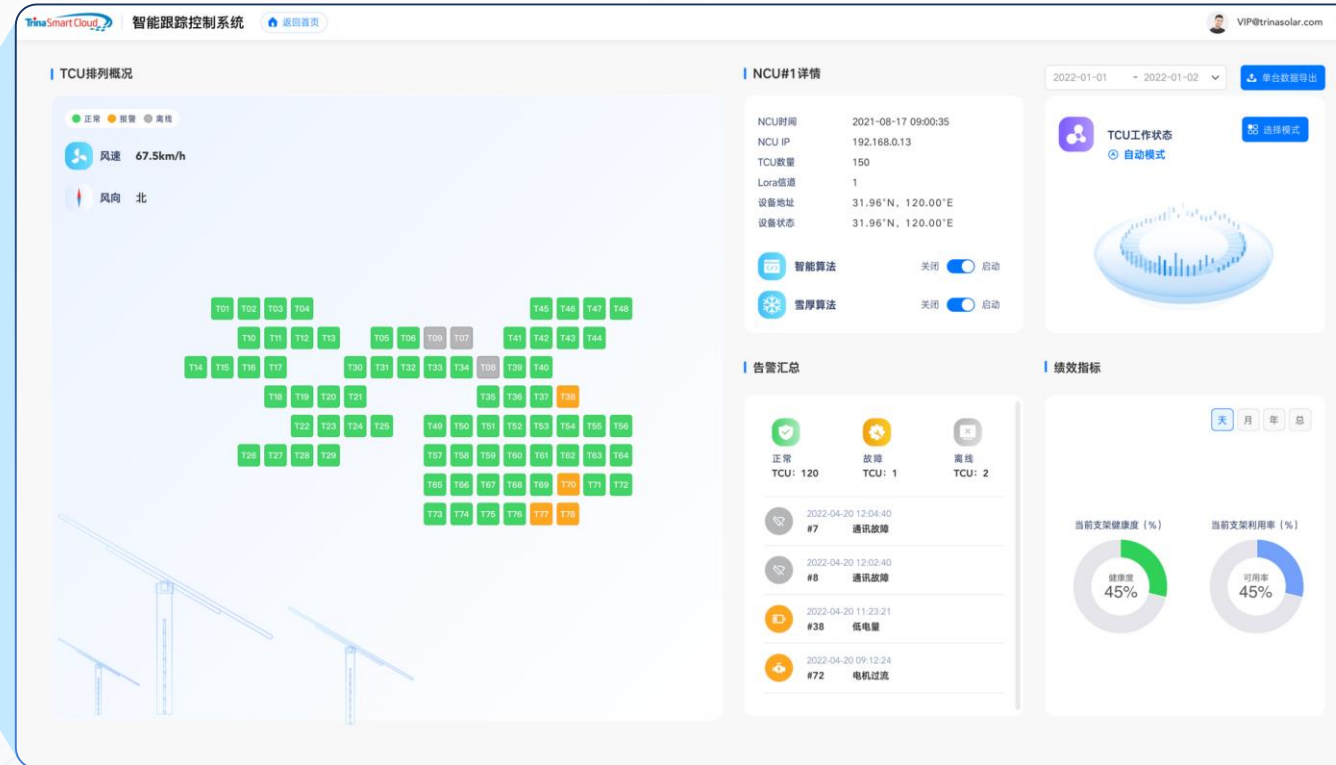 TrinaSmart Cloud
智能跟踪控制系统
返回首页
VIP@trinasolar.com
TCU排列概况
正常 报警 离线
风速 67.5km/h
风向 北
T01 T02 T03 T04 T45 T46 T47 T48
T10 T11 T12 T13 T05 T06 T09 T07 T41 T42 T43 T44
T14 T15 T16 T17 T30 T31 T32 T33 T34 T08 T39 T40
T18 T19 T20 T21 T35 T36 T37 T38
T22 T23 T24 T25 T49 T50 T51 T52 T53 T54 T55 T56
T26 T27 T28 T29 T57 T58 T59 T60 T61 T62 T63 T64
T65 T66 T67 T68 T69 T70 T71 T72
T73 T74 T75 T76 T77 T78
NCU#1详情
2022-01-01 - 2022-01-02
单台数据导出
NCU时间 2021-08-17 09:00:35
NCU IP 192.168.0.13
TCU数量 150
Lora信道 1
设备地址 31.96°N, 120.00°E
设备状态 31.96°N, 120.00°E
智能算法 关闭 启动
雪厚算法 关闭 启动
TCU工作状态
自动模式
选择模式
告警汇总
正常 故障 离线
TCU: 120 TCU: 1 TCU: 2
2022-04-20 12:04:40
#7 通讯故障
2022-04-20 12:02:40
#8 通讯故障
2022-04-20 11:23:21
#38 低电量
2022-04-20 09:12:24
#72 电机过流
绩效指标
天 月 年 总
当前支架健康度 (%) 当前支架利用率 (%)
健康度 可用率
45% 45%